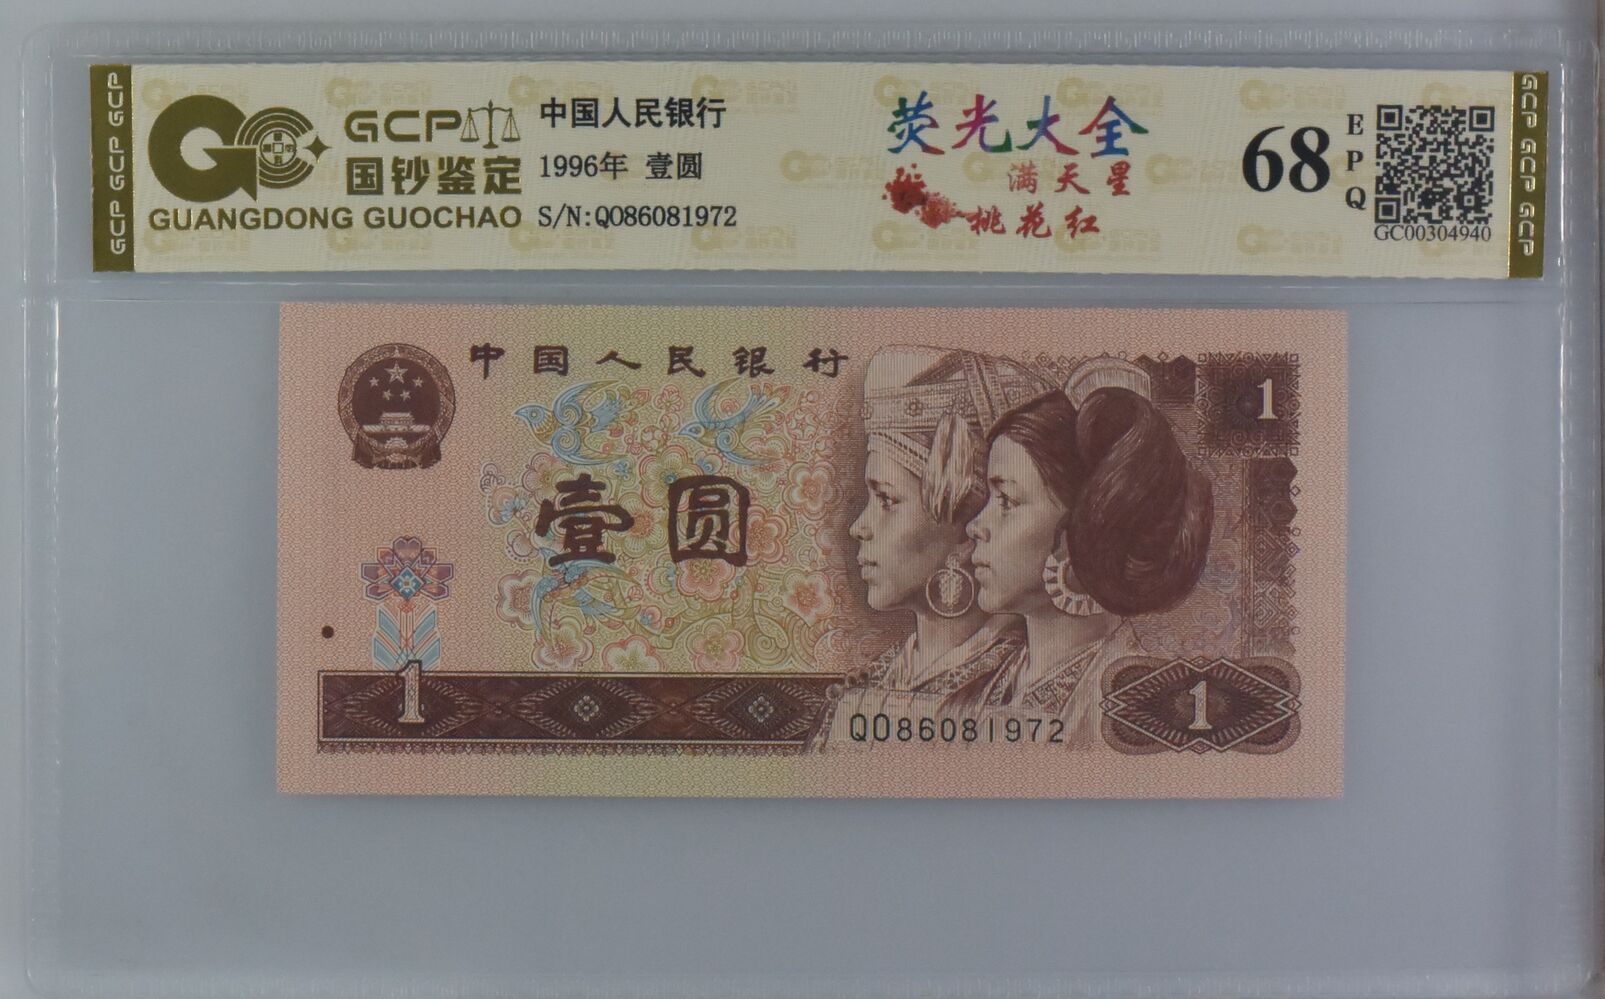 GCP GCP GCP
GCP
国钞鉴定
GUANGDONG GUOCHAO
中国人民银行
1996年 壹圆
S/N:Q086081972
荧光大全
满天星
桃花红
68
EPQ
GC00304940
GCP GCP GCP
中国人民银行
1
壹圆
1
QO86081972
1